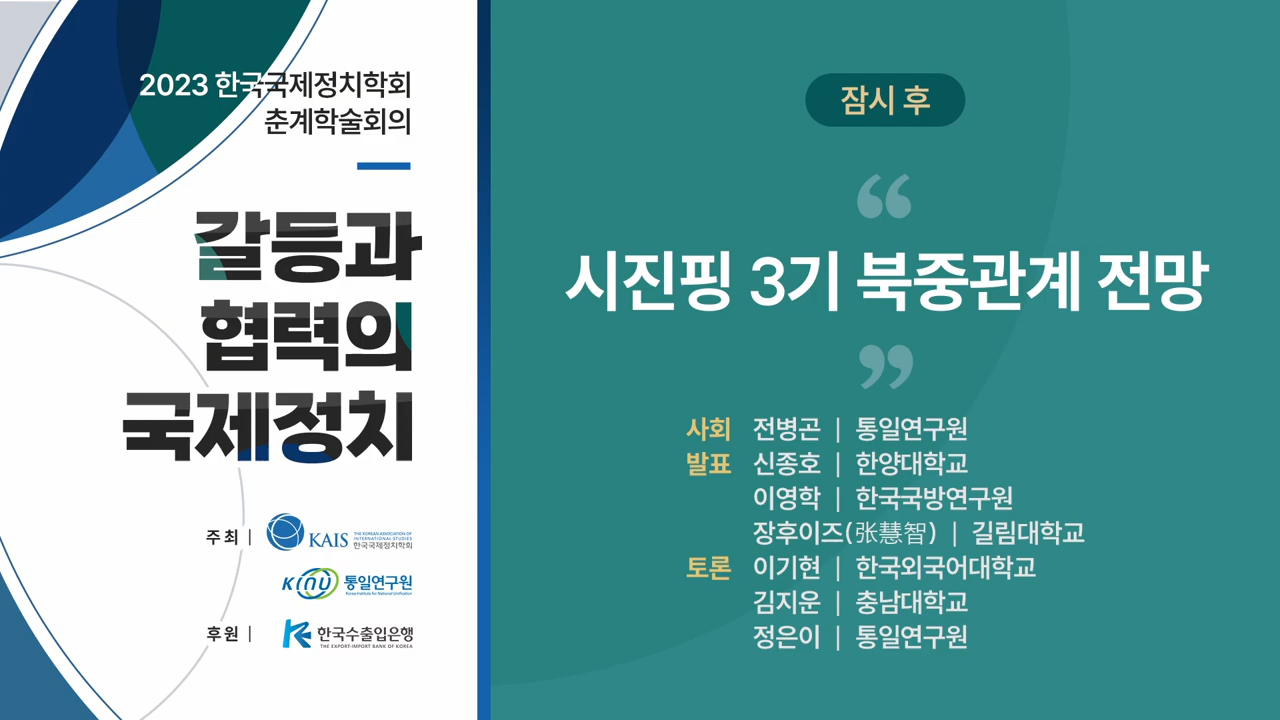 2023 한국국제정치학회
춘계학술회의
갈등과
협력의
국제정치
주최 |
KAIS
THE KOREAN ASSOCIATION OF
INTERNATIONAL STUDIES
한국국제정치학회
KINU 통일연구원
Korea Institute for National Unification
후원 |
한국수출입은행
THE EXPORT-IMPORT BANK OF KOREA
잠시 후
“
시진핑 3기 북중관계 전망
”
사회 전병곤 | 통일연구원
발표 신종호 | 한양대학교
이영학 | 한국국방연구원
장후이즈(张慧智) | 길림대학교
토론 이기현 | 한국외국어대학교
김지운 | 충남대학교
정은이 | 통일연구원